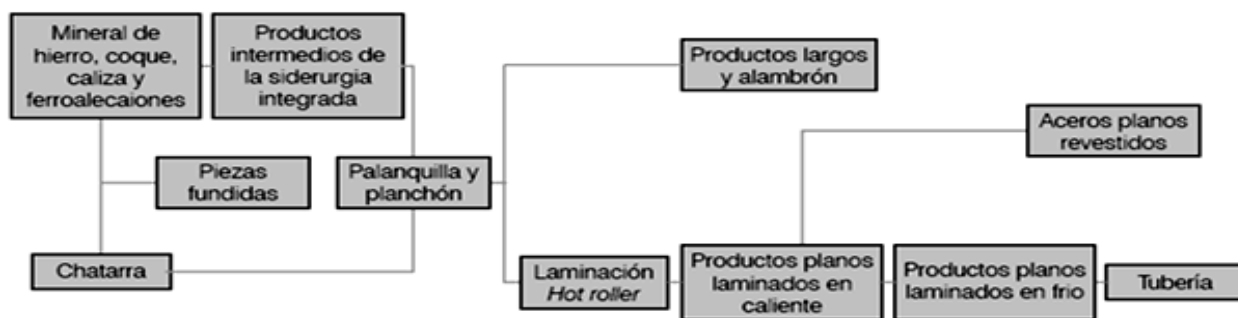 Mineral de
hierro, coque,
caliza y
ferroalecaiones
Productos
intermedios de
la siderurgia
integrada
Productos largos
y alambrón
Aceros planos
revestidos
Piezas
fundidas
Palanquilla y
planchón
Chatarra
Laminación
Hot roller
Productos planos
laminados en
caliente
Productos planos
laminados en frio
Tubería